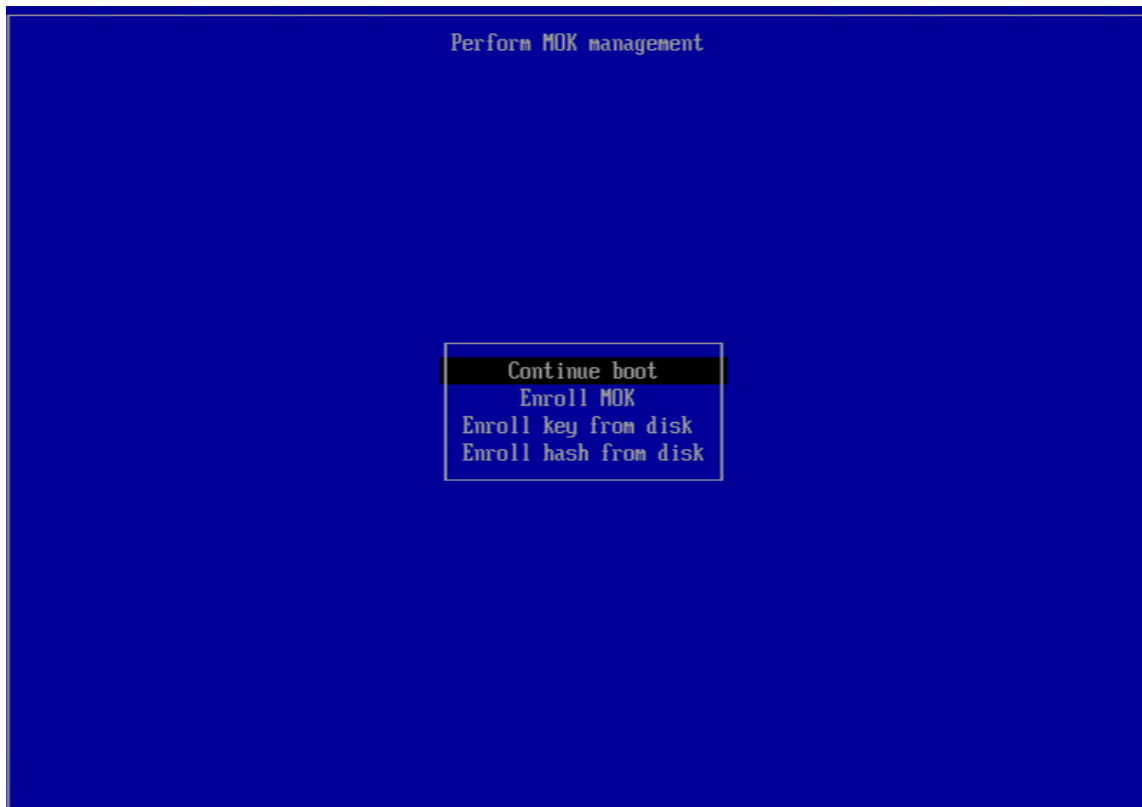 Perform MOK management
Continue boot
Enroll MOK
Enroll key from disk
Enroll hash from disk